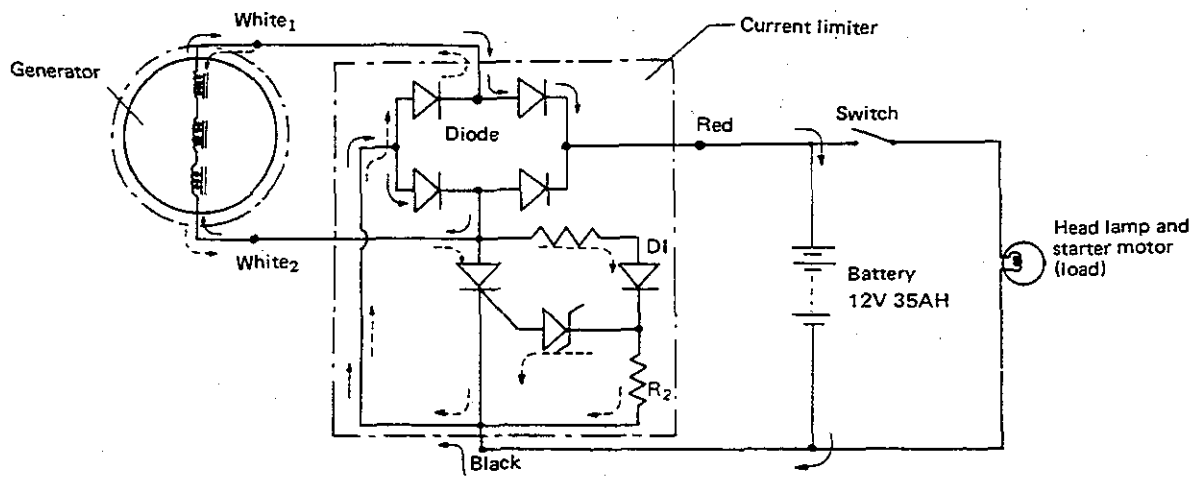 White1
Current limiter
Generator
Diode
Red
Switch
White2
D1
Battery
12V 35AH
Head lamp and
starter motor
(load)
R2
Black